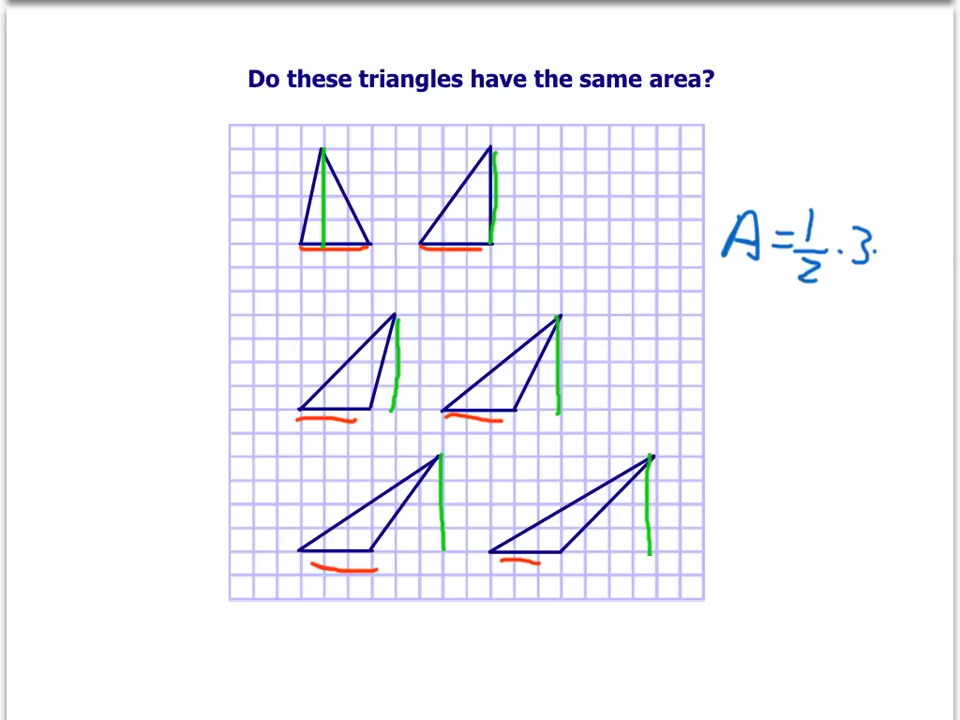 Do these triangles have the same area?
A = 1/2 · 3 ·